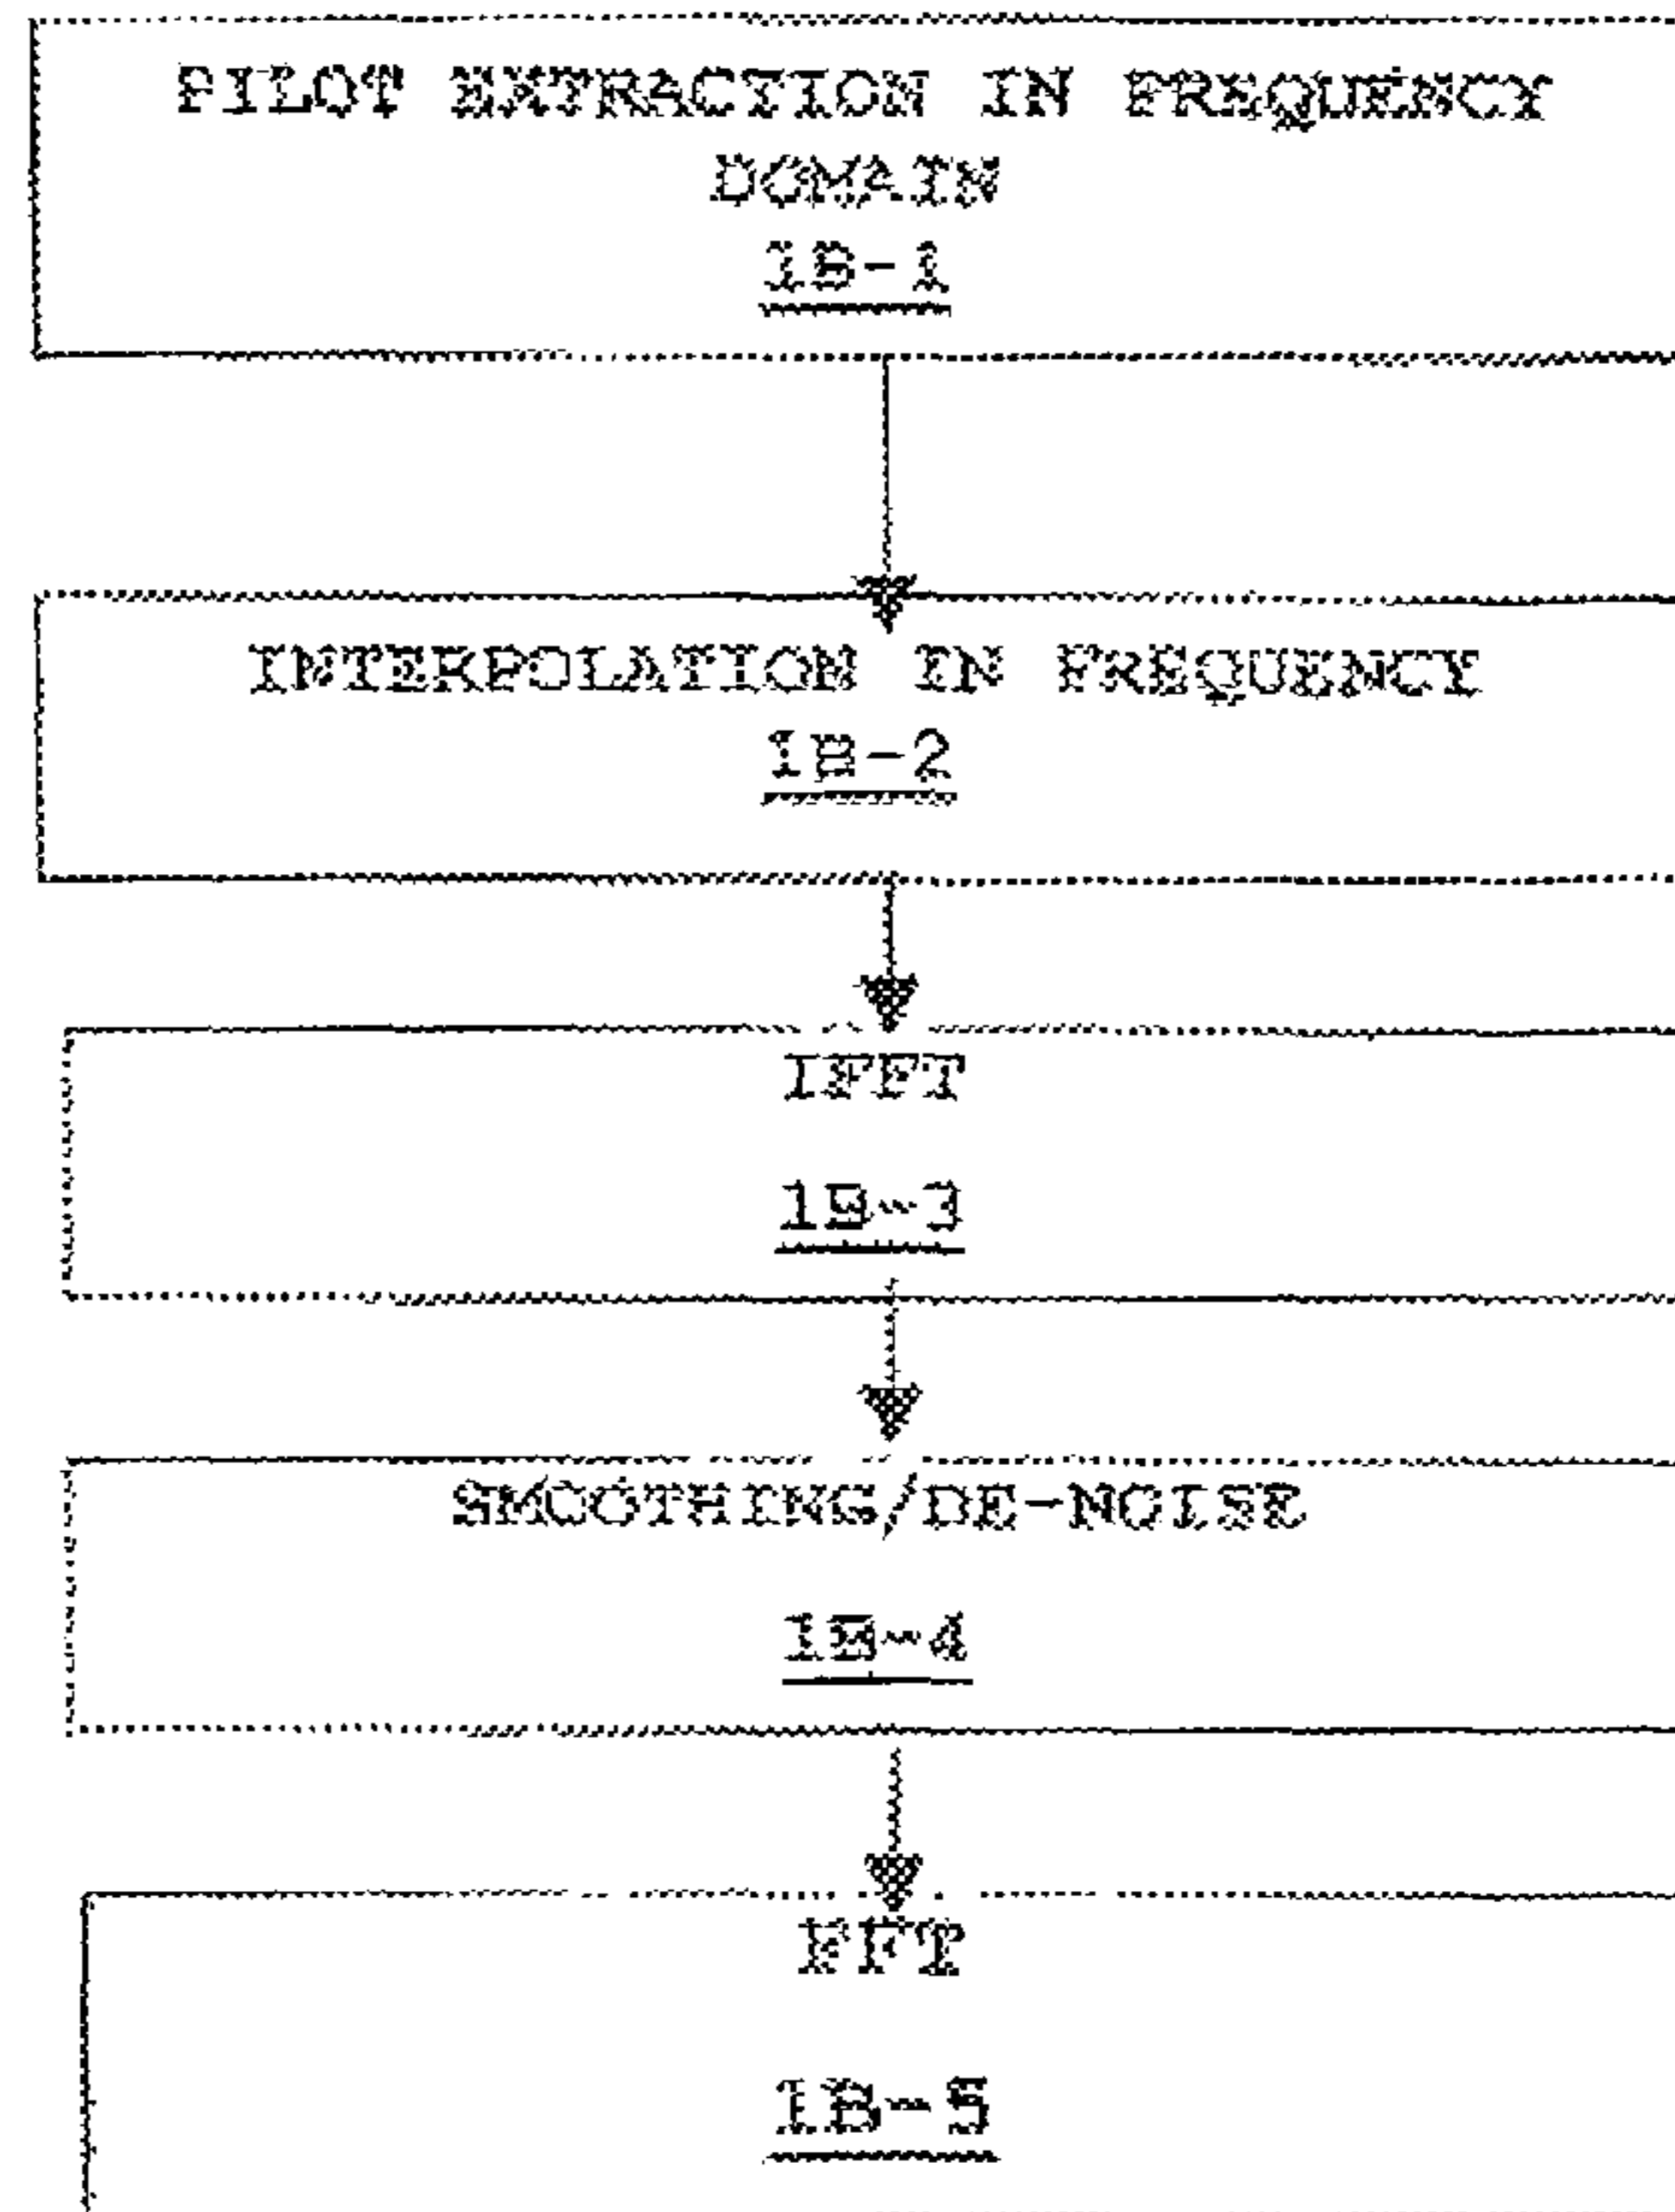 PILOT EXTRACTION IN FREQUENCY
DOMAIN
1B-1
INTERPOLATION IN FREQUENCY
1B-2
IFFT
1B-3
SMOOTHING/DE-NOISE
1B-4
FFT
1B-5